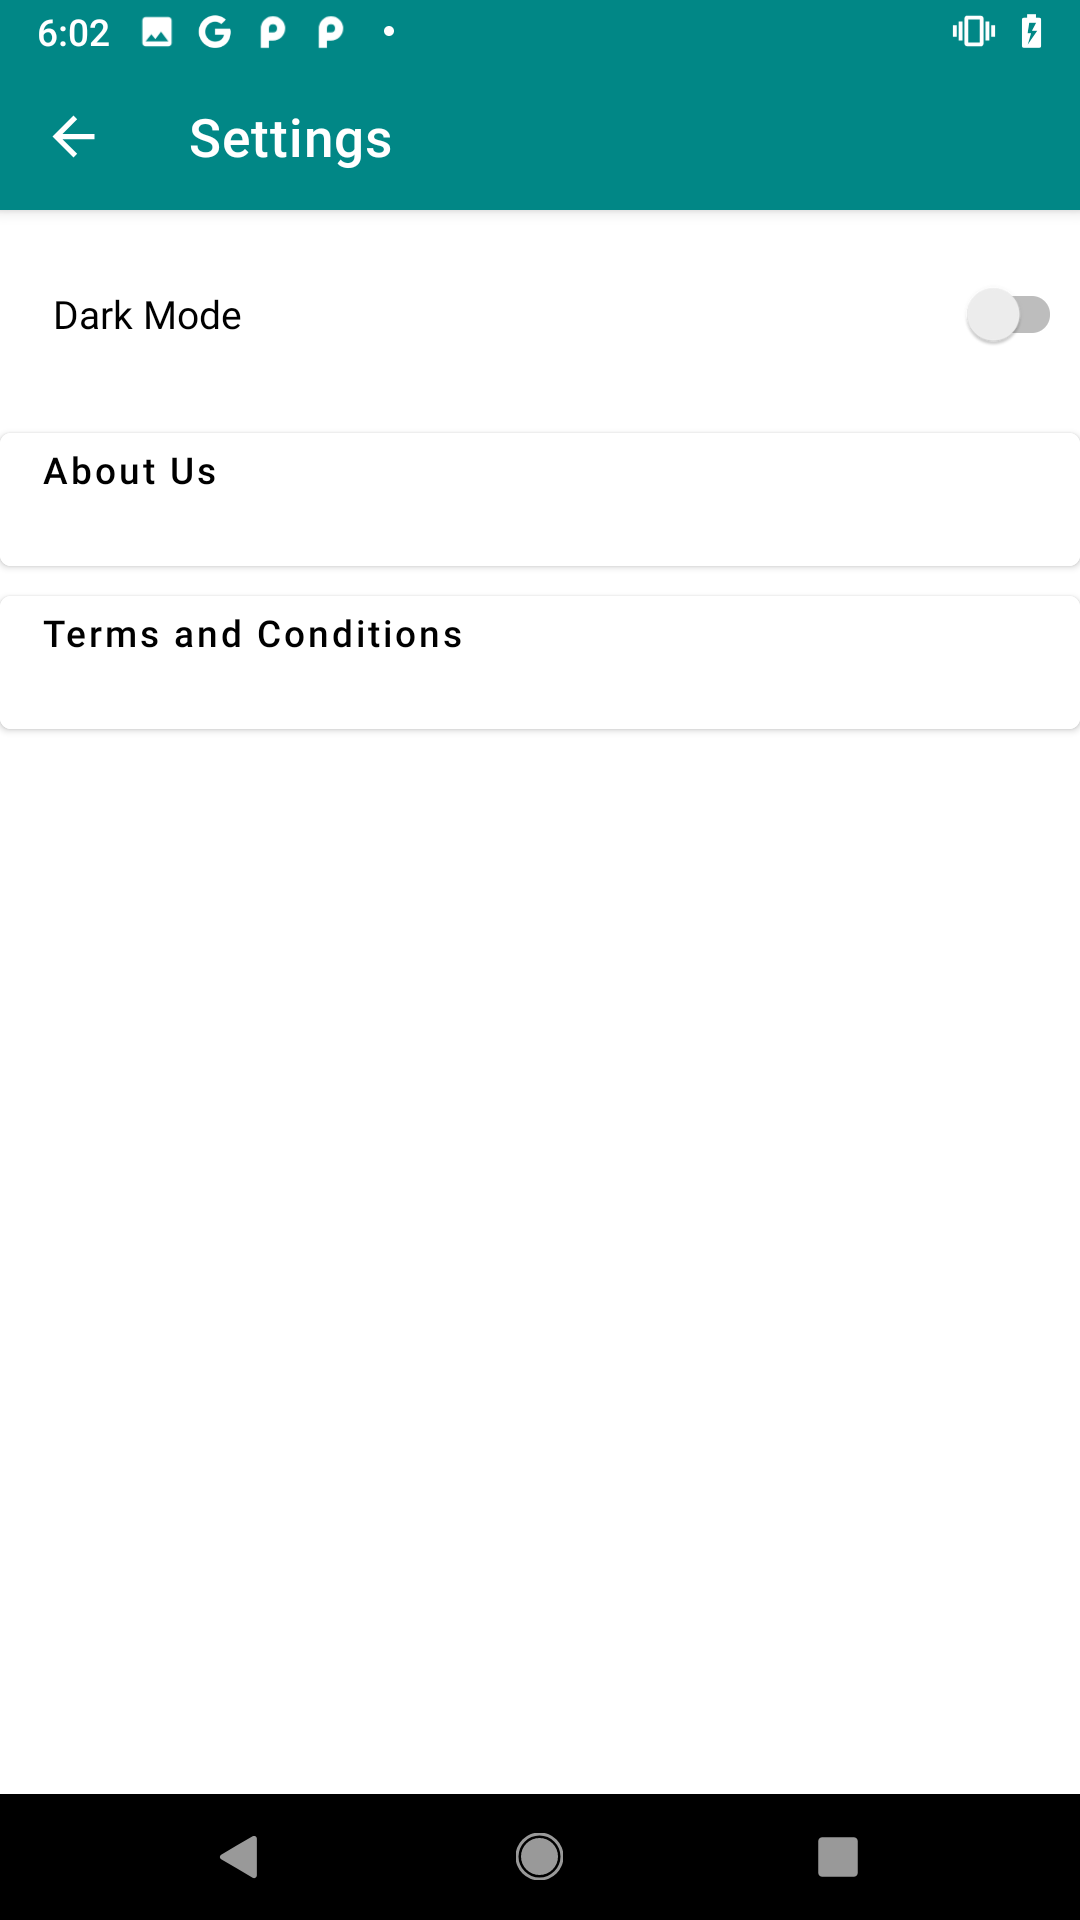 6:02
Settings
Dark Mode
About Us
Terms and Conditions